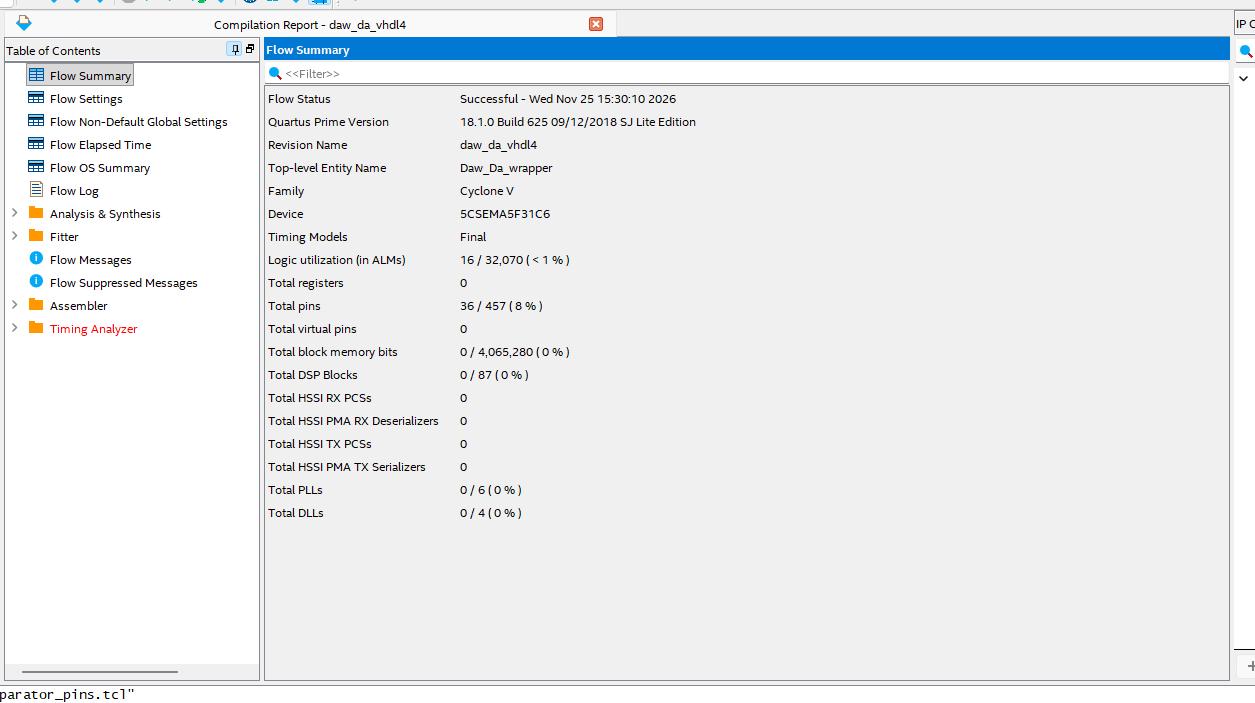 Compilation Report - daw_da_vhdl4
IP C
Table of Contents
Flow Summary
Flow Settings
Flow Non-Default Global Settings
Flow Elapsed Time
Flow OS Summary
Flow Log
Analysis & Synthesis
Fitter
Flow Messages
Flow Suppressed Messages
Assembler
Timing Analyzer
Flow Summary
<<Filter>>
Flow Status Successful - Wed Nov 25 15:30:10 2026
Quartus Prime Version 18.1.0 Build 625 09/12/2018 SJ Lite Edition
Revision Name daw_da_vhdl4
Top-level Entity Name Daw_Da_wrapper
Family Cyclone V
Device 5CSEMA5F31C6
Timing Models Final
Logic utilization (in ALMs) 16 / 32,070 ( < 1 % )
Total registers 0
Total pins 36 / 457 ( 8 % )
Total virtual pins 0
Total block memory bits 0 / 4,065,280 ( 0 % )
Total DSP Blocks 0 / 87 ( 0 % )
Total HSSI RX PCSs 0
Total HSSI PMA RX Deserializers 0
Total HSSI TX PCSs 0
Total HSSI PMA TX Serializers 0
Total PLLs 0 / 6 ( 0 % )
Total DLLs 0 / 4 ( 0 % )
parator_pins.tcl"